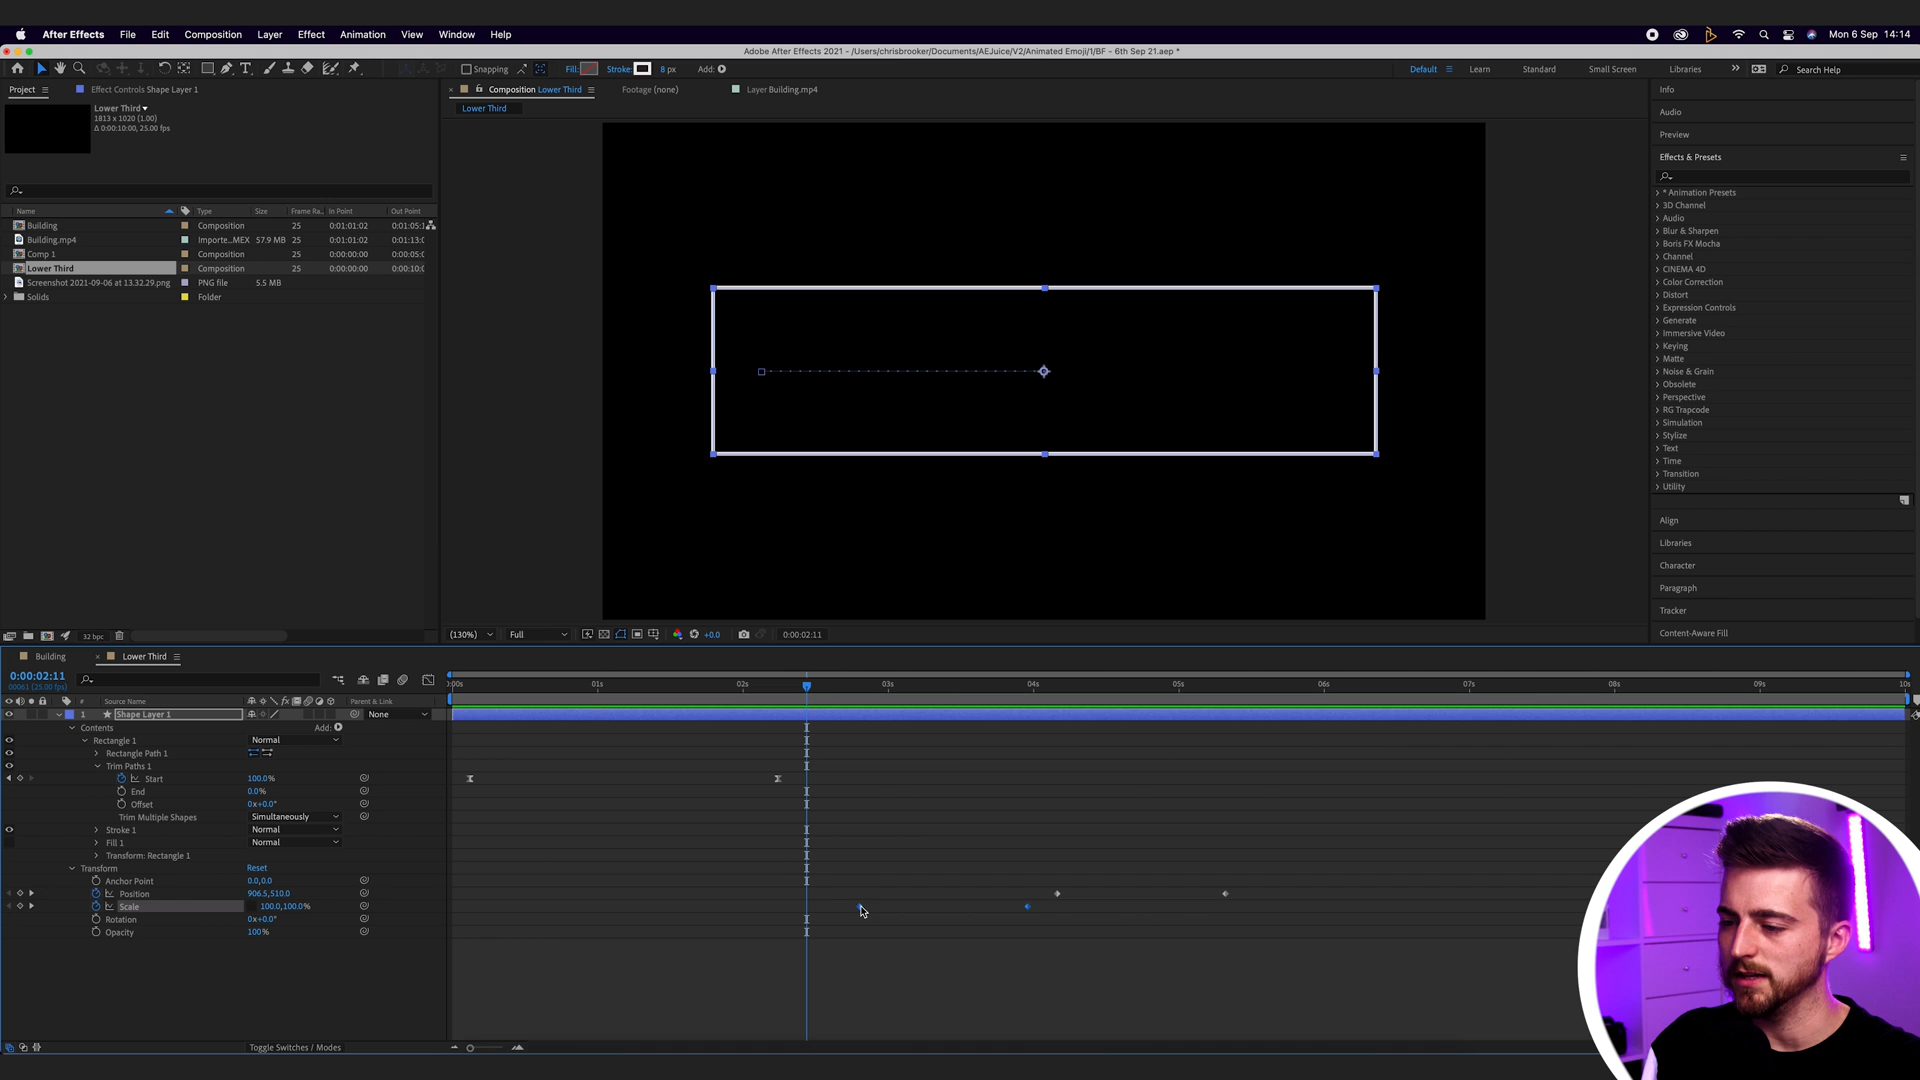 After Effects File Edit Composition Layer Effect Animation View Window Help Mon 6 Sep 14:14
Adobe After Effects 2021 - /Users/chrisbrooker/Documents/AEJuice/V2/Animated Emoji/1/BF - 6th Sep 21.aep *
Snapping Fill: Stroke: 8 px Add: Default Learn Standard Small Screen Libraries Search Help
Project Effect Controls Shape Layer 1 Composition Lower Third Footage (none) Layer Building.mp4 Info
Lower Third
Lower Third
1813 x 1020 (1.00)
Δ 0:00:10:00, 25.00 fps
Audio
Preview
Effects & Presets
* Animation Presets
3D Channel
Audio
Blur & Sharpen
Boris FX Mocha
Channel
CINEMA 4D
Color Correction
Distort
Expression Controls
Generate
Immersive Video
Keying
Matte
Noise & Grain
Obsolete
Perspective
RG Trapcode
Simulation
Stylize
Text
Time
Transition
Utility
Align
Libraries
Character
Paragraph
Tracker
Content-Aware Fill
Name Type Size Frame Ra.. In Point Out Point
Building Composition 25 0:01:01:02 0:01:05:1
Building.mp4 Importe...MEX 57.9 MB 25 0:01:01:02 0:01:13:0
Comp 1 Composition 25 0:00:00:00 0:00:05:0
Lower Third Composition 25 0:00:00:00 0:00:10:0
Screenshot 2021-09-06 at 13.32.29.png PNG file 5.5 MB
Solids Folder
32 bpc (130%) Full +0.0 0:00:02:11
Building Lower Third
0:00:02:11
00061 (25.00 fps)
:00s 01s 02s 03s 04s 05s 06s 07s 08s 09s 10s
# Source Name Parent & Link
1 Shape Layer 1 None
Contents Add:
Rectangle 1 Normal
Rectangle Path 1
Trim Paths 1
Start 100.0%
End 0.0%
Offset 0x+0.0°
Trim Multiple Shapes Simultaneously
Stroke 1 Normal
Fill 1 Normal
Transform: Rectangle 1
Transform Reset
Anchor Point 0.0,0.0
Position 906.5,510.0
Scale 100.0,100.0%
Rotation 0x+0.0°
Opacity 100%
Toggle Switches / Modes